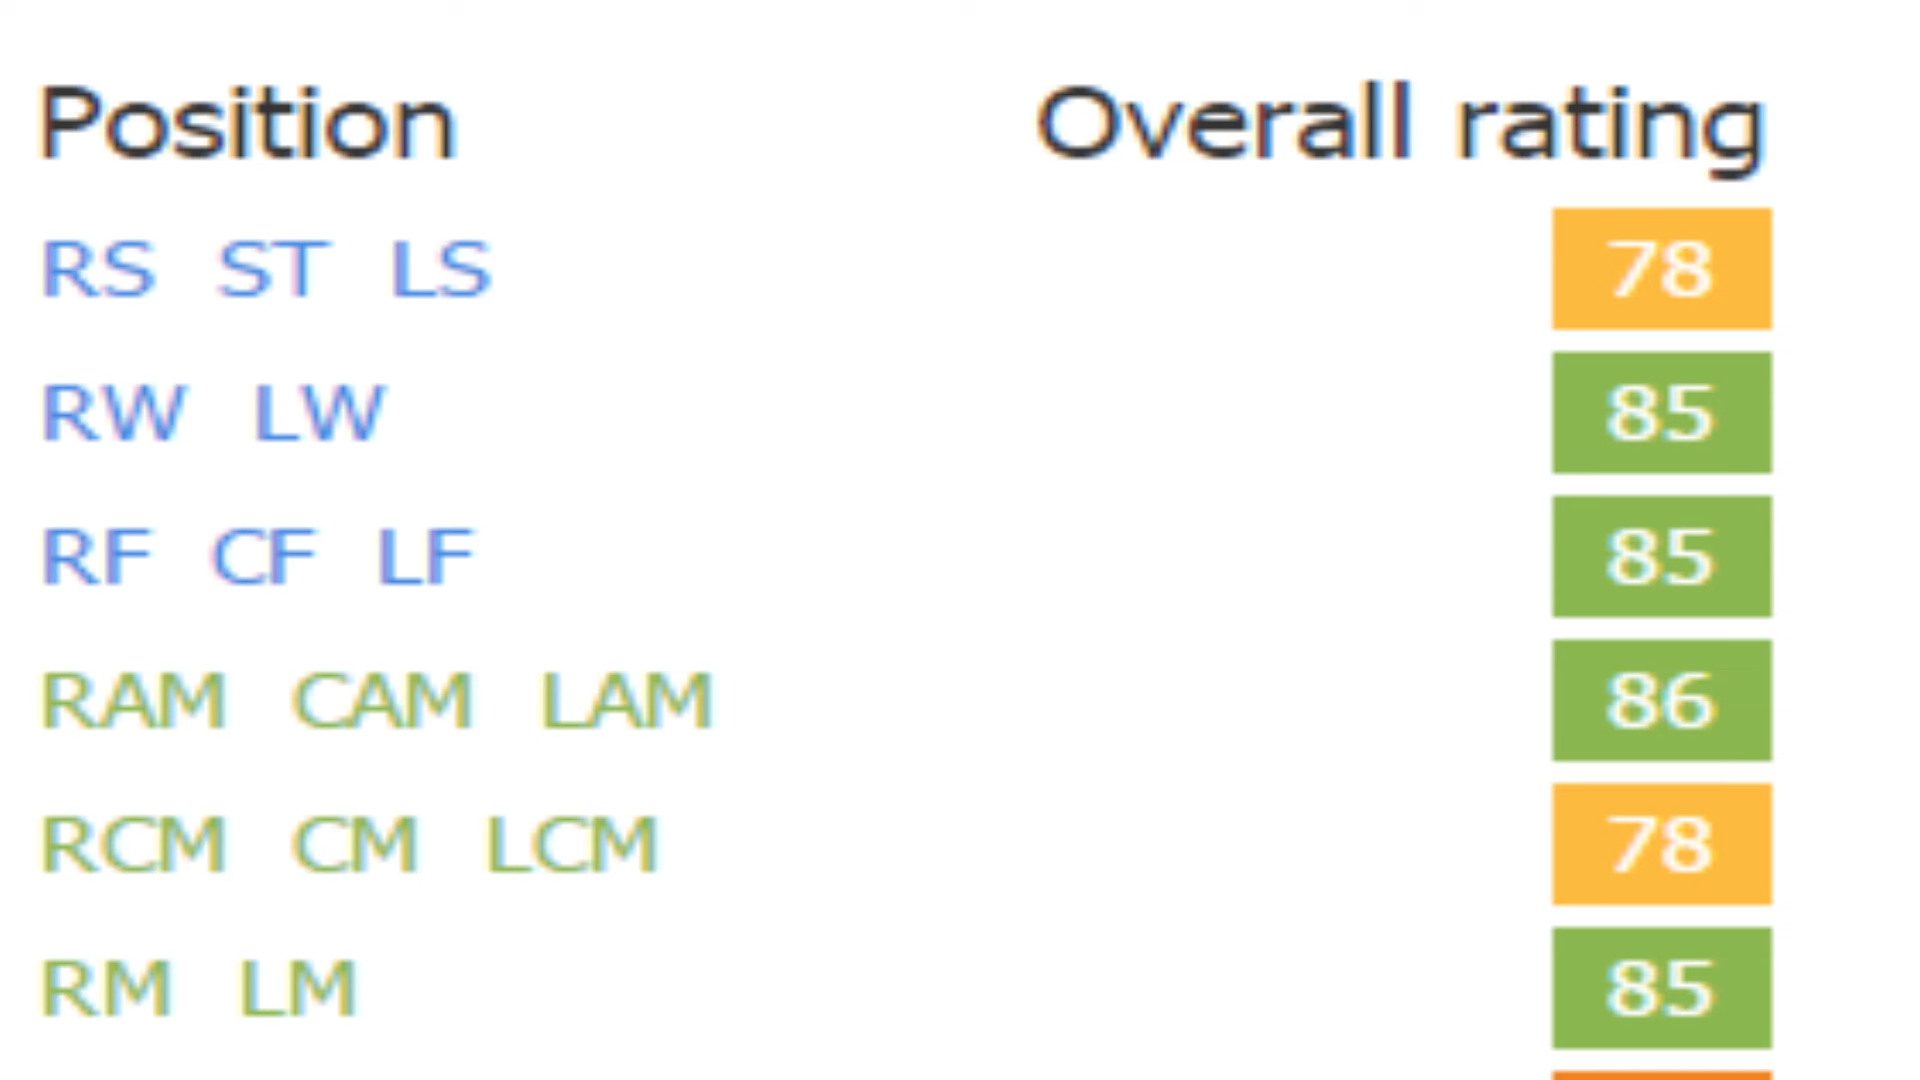 Position Overall rating
RS ST LS 78
RW LW 85
RF CF LF 85
RAM CAM LAM 86
RCM CM LCM 78
RM LM 85